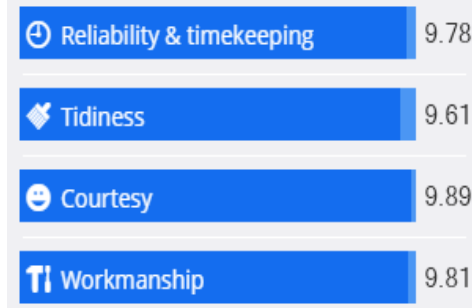 Reliability & timekeeping 9.78
Tidiness 9.61
Courtesy 9.89
Workmanship 9.81